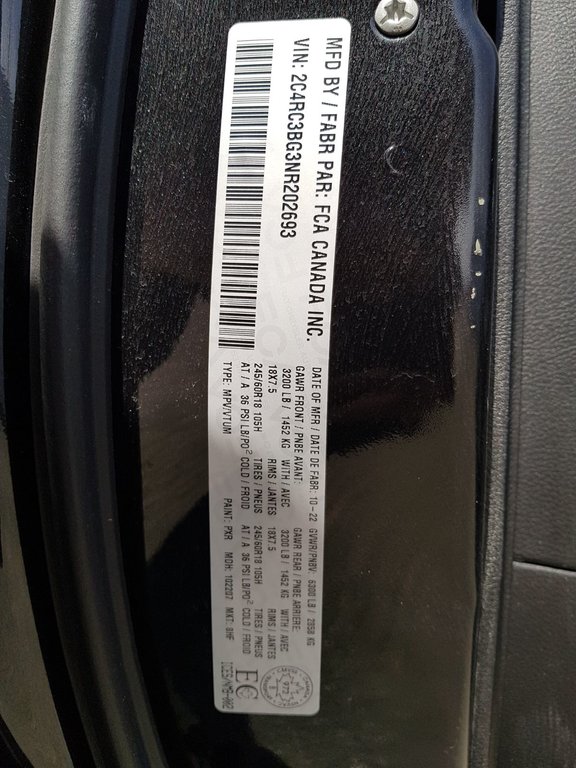 MFD BY / FABR PAR: FCA CANADA INC.
VIN: 2C4RC3BG3NR202693
DATE OF MFR / DATE DE FABR: 10-22 GVWR/PNBV: 6300 LB / 2858 KG
GAWR FRONT / PNBE AVANT: GAWR REAR / PNBE ARRIERE:
3200 LB / 1452 KG WITH / AVEC 3200 LB / 1452 KG WITH / AVEC
18X7.5 RIMS / JANTES 18X7.5 RIMS / JANTES
245/60R18 105H TIRES / PNEUS 245/60R18 105H TIRES / PNEUS
AT / A 36 PSI LB/PO² COLD / FROID AT / A 36 PSI LB/PO² COLD / FROID
TYPE: MPV/VTUM PAINT: PXR MDH: 102207 MKT: BHF
EC
972